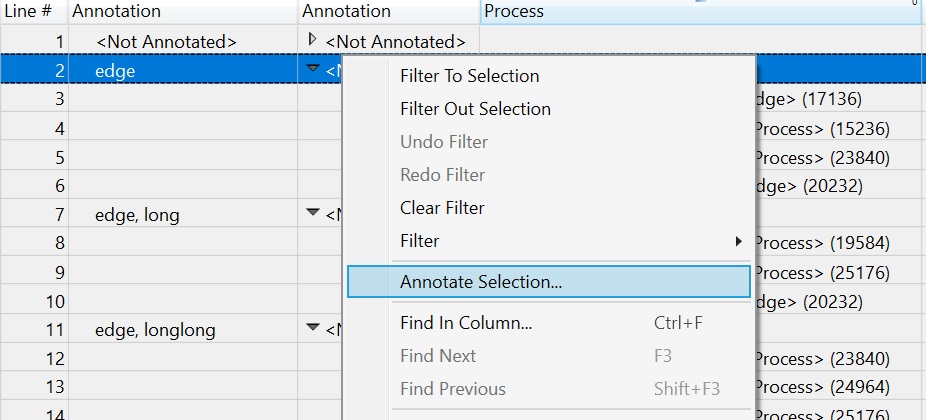 Line # Annotation Annotation Process
1 <Not Annotated> <Not Annotated>
2 edge <N
Filter To Selection
3 dge> (17136)
Filter Out Selection
4 Process> (15236)
Undo Filter
5 Process> (23840)
Redo Filter
6 dge> (20232)
Clear Filter
7 edge, long <N
Filter
8 Process> (19584)
9 Process> (25176)
Annotate Selection...
10 dge> (20232)
Find In Column... Ctrl+F
11 edge, longlong <N
Find Next F3
12 Process> (23840)
Find Previous Shift+F3
13 Process> (24964)
14 Process> (25176)